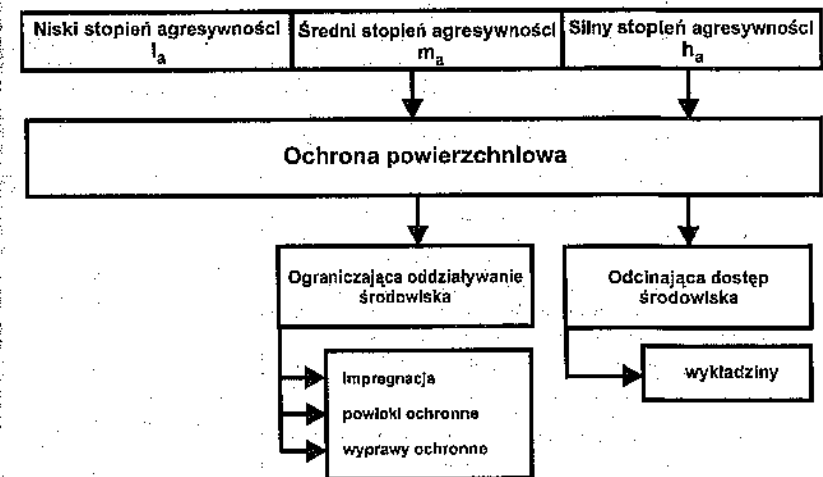 Niski stopień agresywności
l_a
Średni stopień agresywności
m_a
Silny stopień agresywności
h_a
Ochrona powierzchniowa
Ograniczająca oddziaływanie
środowiska
Odcinająca dostęp
środowiska
Impregnacja
powłoki ochronne
wyprawy ochronne
wykładziny